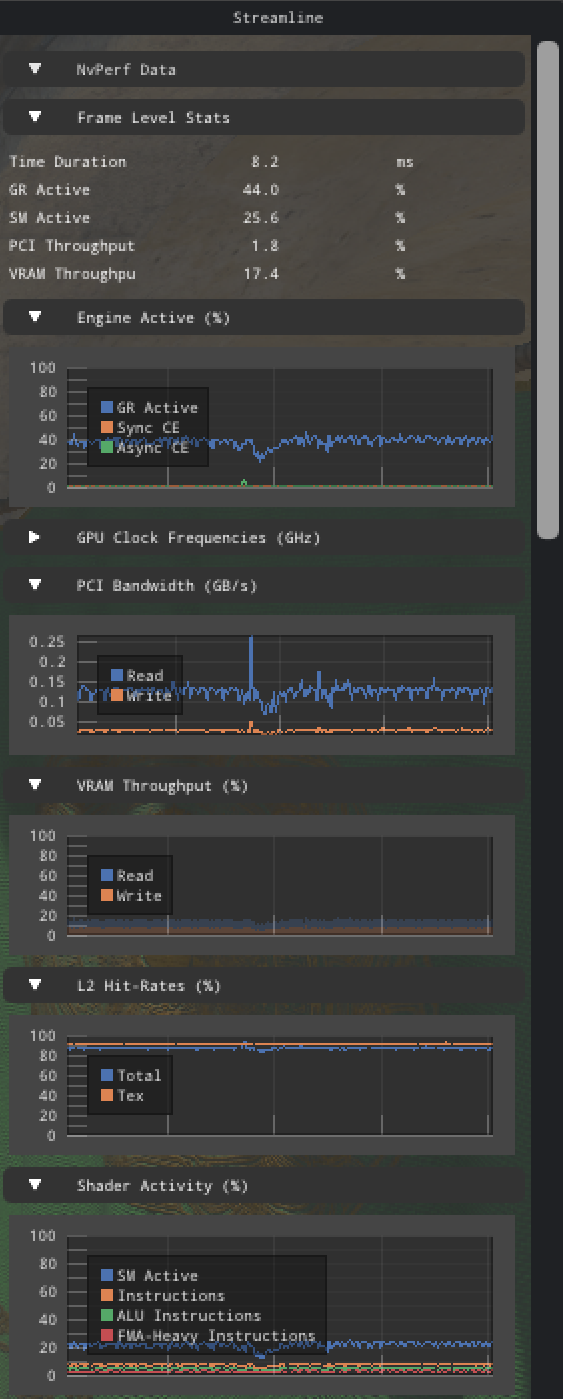 Streamline
NvPerf Data
Frame Level Stats
Time Duration 8.2 ms
GR Active 44.0 %
SM Active 25.6 %
PCI Throughput 1.8 %
VRAM Throughpu 17.4 %
Engine Active (%)
100
80
60
40
20
0
GR Active
Sync CE
Async CE
GPU Clock Frequencies (GHz)
PCI Bandwidth (GB/s)
0.25
0.2
0.15
0.1
0.05
Read
Write
VRAM Throughput (%)
100
80
60
40
20
0
Read
Write
L2 Hit-Rates (%)
100
80
60
40
20
0
Total
Tex
Shader Activity (%)
100
80
60
40
20
0
SM Active
Instructions
ALU Instructions
FMA-Heavy Instructions